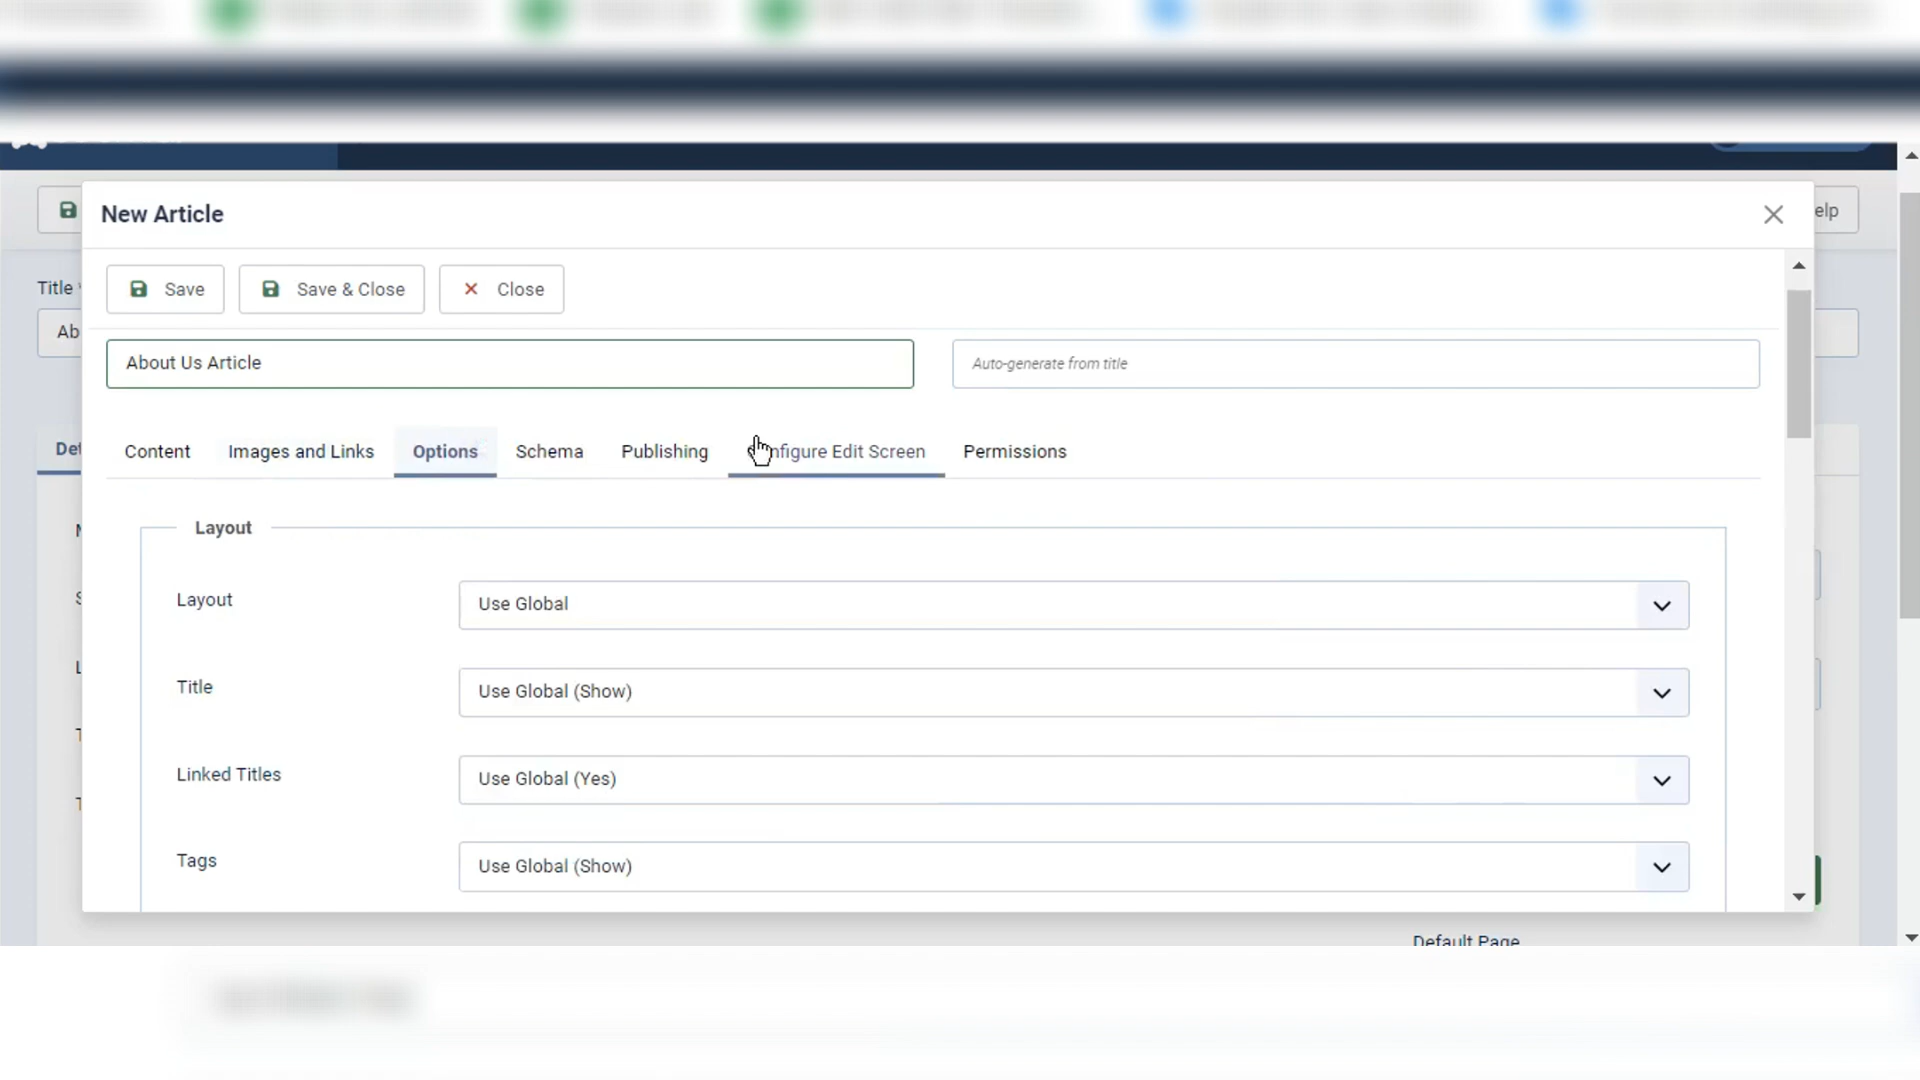 New Article
elp
Title
Save
Save & Close
Close
Ab
About Us Article
Auto-generate from title
Det
Content
Images and Links
Options
Schema
Publishing
nfigure Edit Screen
Permissions
Layout
Layout
Use Global
Title
Use Global (Show)
Linked Titles
Use Global (Yes)
Tags
Use Global (Show)
Default Page